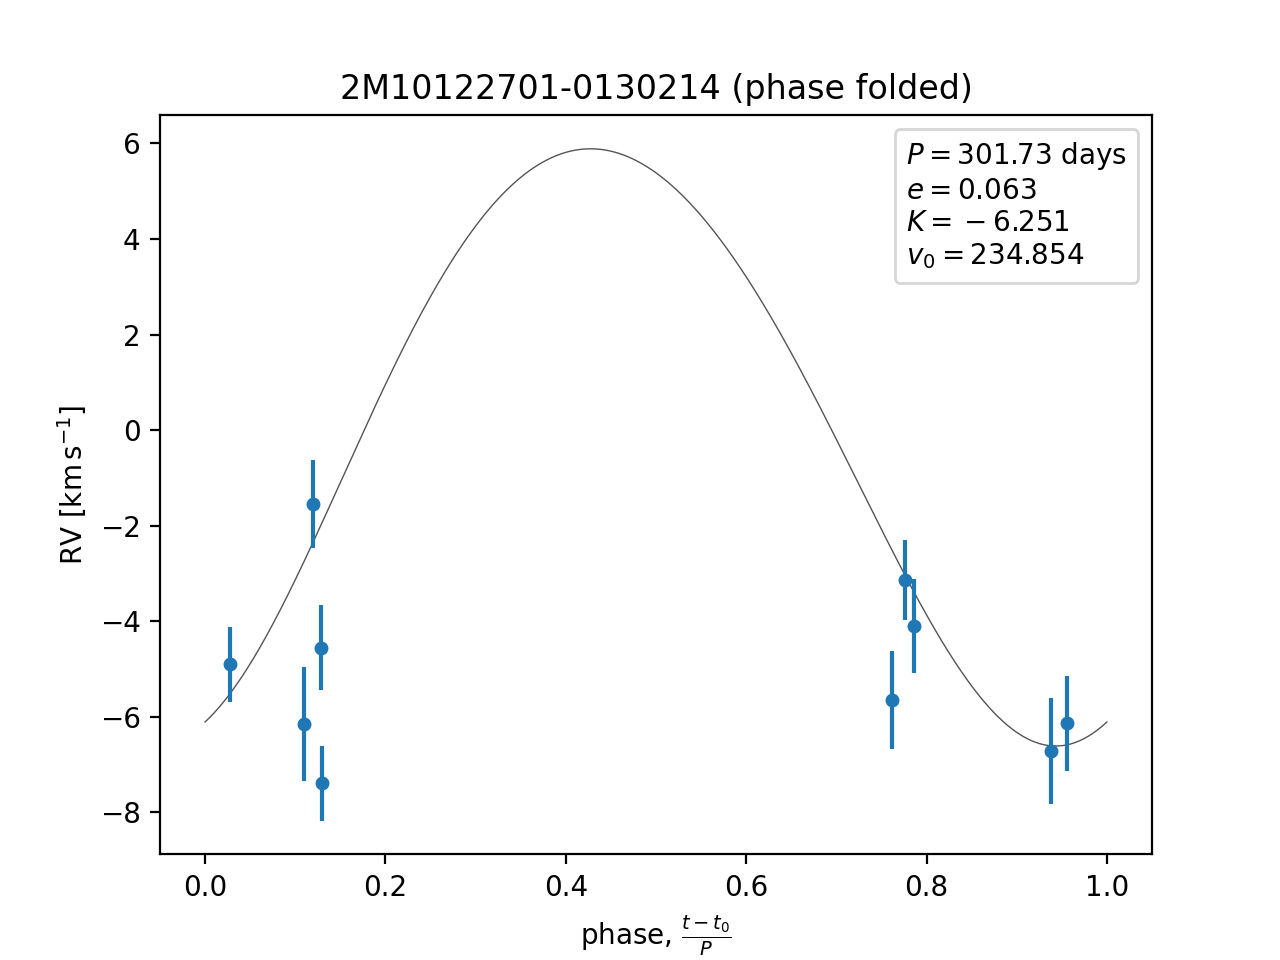 2M10122701-0130214 (phase folded)
P = 301.73 days
e = 0.063
K = −6.251
v₀ = 234.854
RV [km s⁻¹]
6
4
2
0
−2
−4
−6
−8
0.0 0.2 0.4 0.6 0.8 1.0
phase, (t − t₀)/P